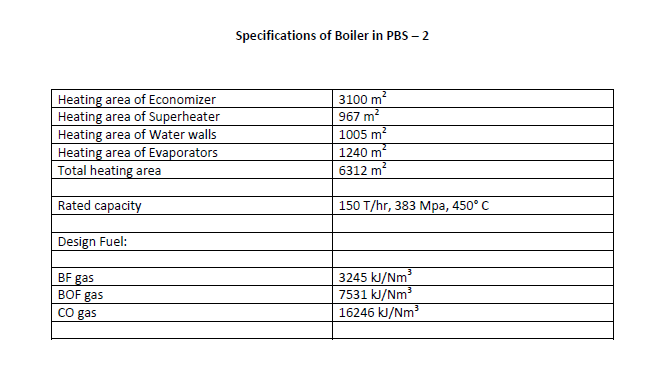 Specifications of Boiler in PBS – 2
Heating area of Economizer 3100 m²
Heating area of Superheater 967 m²
Heating area of Water walls 1005 m²
Heating area of Evaporators 1240 m²
Total heating area 6312 m²
Rated capacity 150 T/hr, 383 Mpa, 450° C
Design Fuel:
BF gas 3245 kJ/Nm³
BOF gas 7531 kJ/Nm³
CO gas 16246 kJ/Nm³